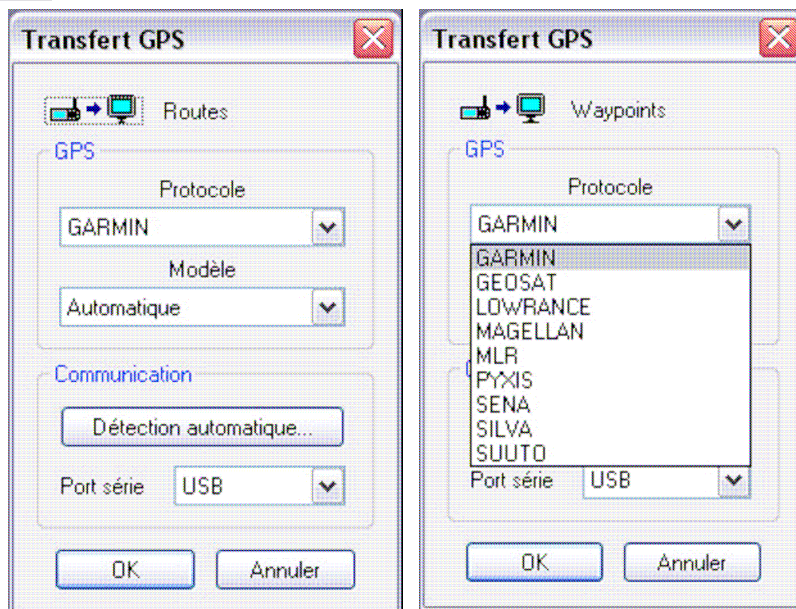 Transfert GPS
Routes
GPS
Protocole
GARMIN
Modèle
Automatique
Communication
Détection automatique...
Port série
USB
OK
Annuler
Transfert GPS
Waypoints
GPS
Protocole
GARMIN
GARMIN
GEOSAT
LOWRANCE
MAGELLAN
MLR
PYXIS
SENA
SILVA
SUUTO
Port série
USB
OK
Annuler